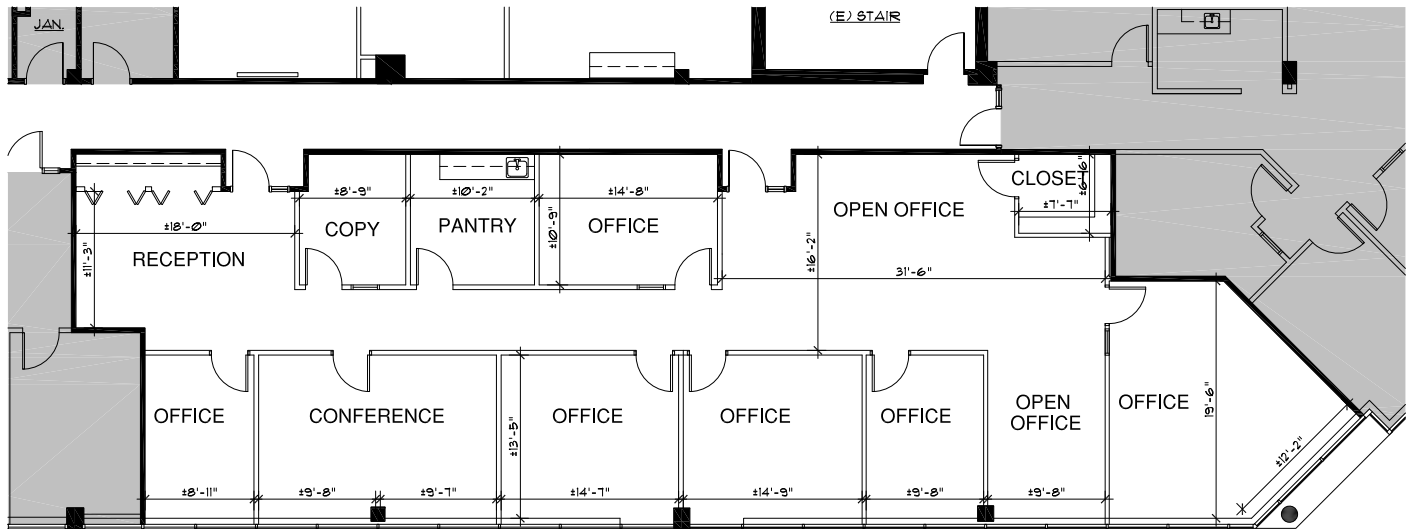 JAN.
(E) STAIR
±8'-9"
±10'-2"
±14'-8"
CLOSET
±6'-6"
±7'-7"
COPY
PANTRY
OFFICE
OPEN OFFICE
±18'-0"
±11'-3"
RECEPTION
±10'-9"
±16'-2"
31'-6"
OFFICE
CONFERENCE
OFFICE
OFFICE
OFFICE
OPEN
OFFICE
OFFICE
19'-6"
±13'-5"
±12'-2"
±8'-11"
±9'-8"
±9'-7"
±14'-7"
±14'-9"
±9'-8"
±9'-8"